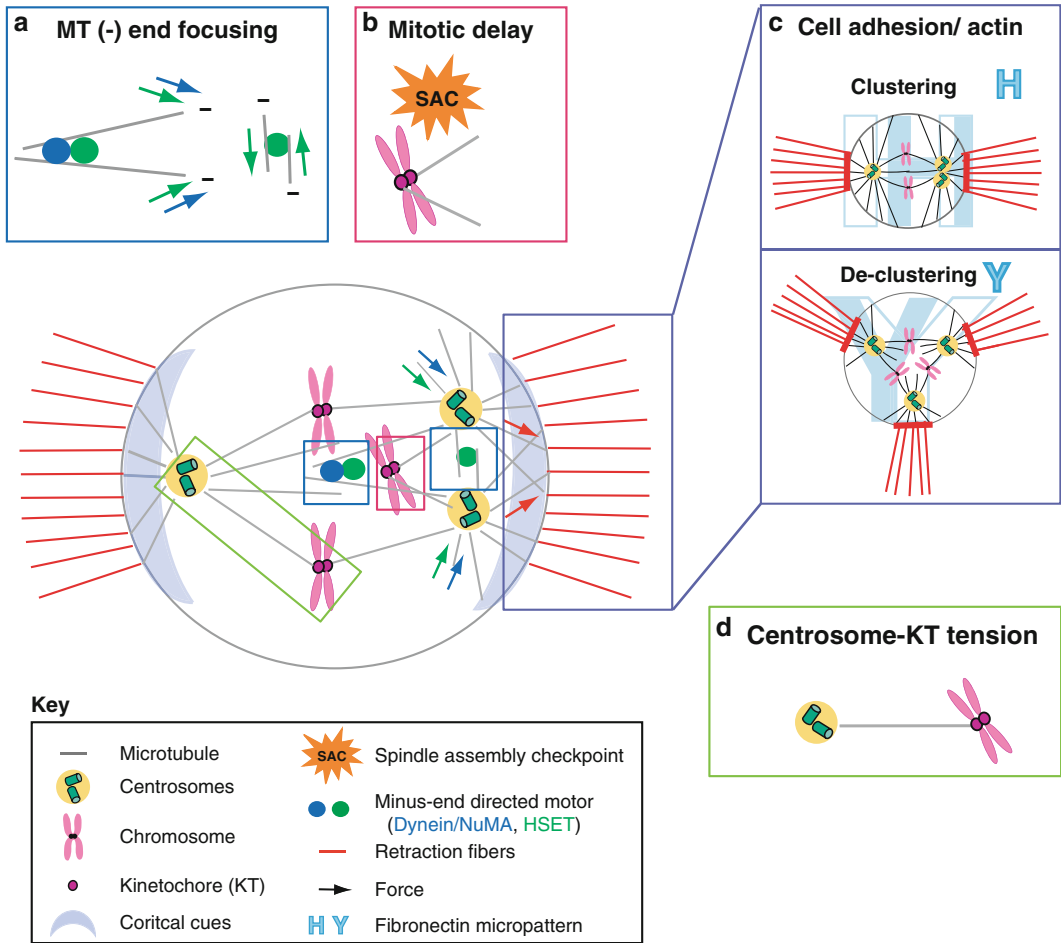 a MT (-) end focusing
b Mitotic delay
SAC
c Cell adhesion/ actin
Clustering H
De-clustering Y
d Centrosome-KT tension
Key
Microtubule
Centrosomes
Chromosome
Kinetochore (KT)
Coritcal cues
SAC Spindle assembly checkpoint
Minus-end directed motor
(Dynein/NuMA, HSET)
Retraction fibers
Force
H Y Fibronectin micropattern